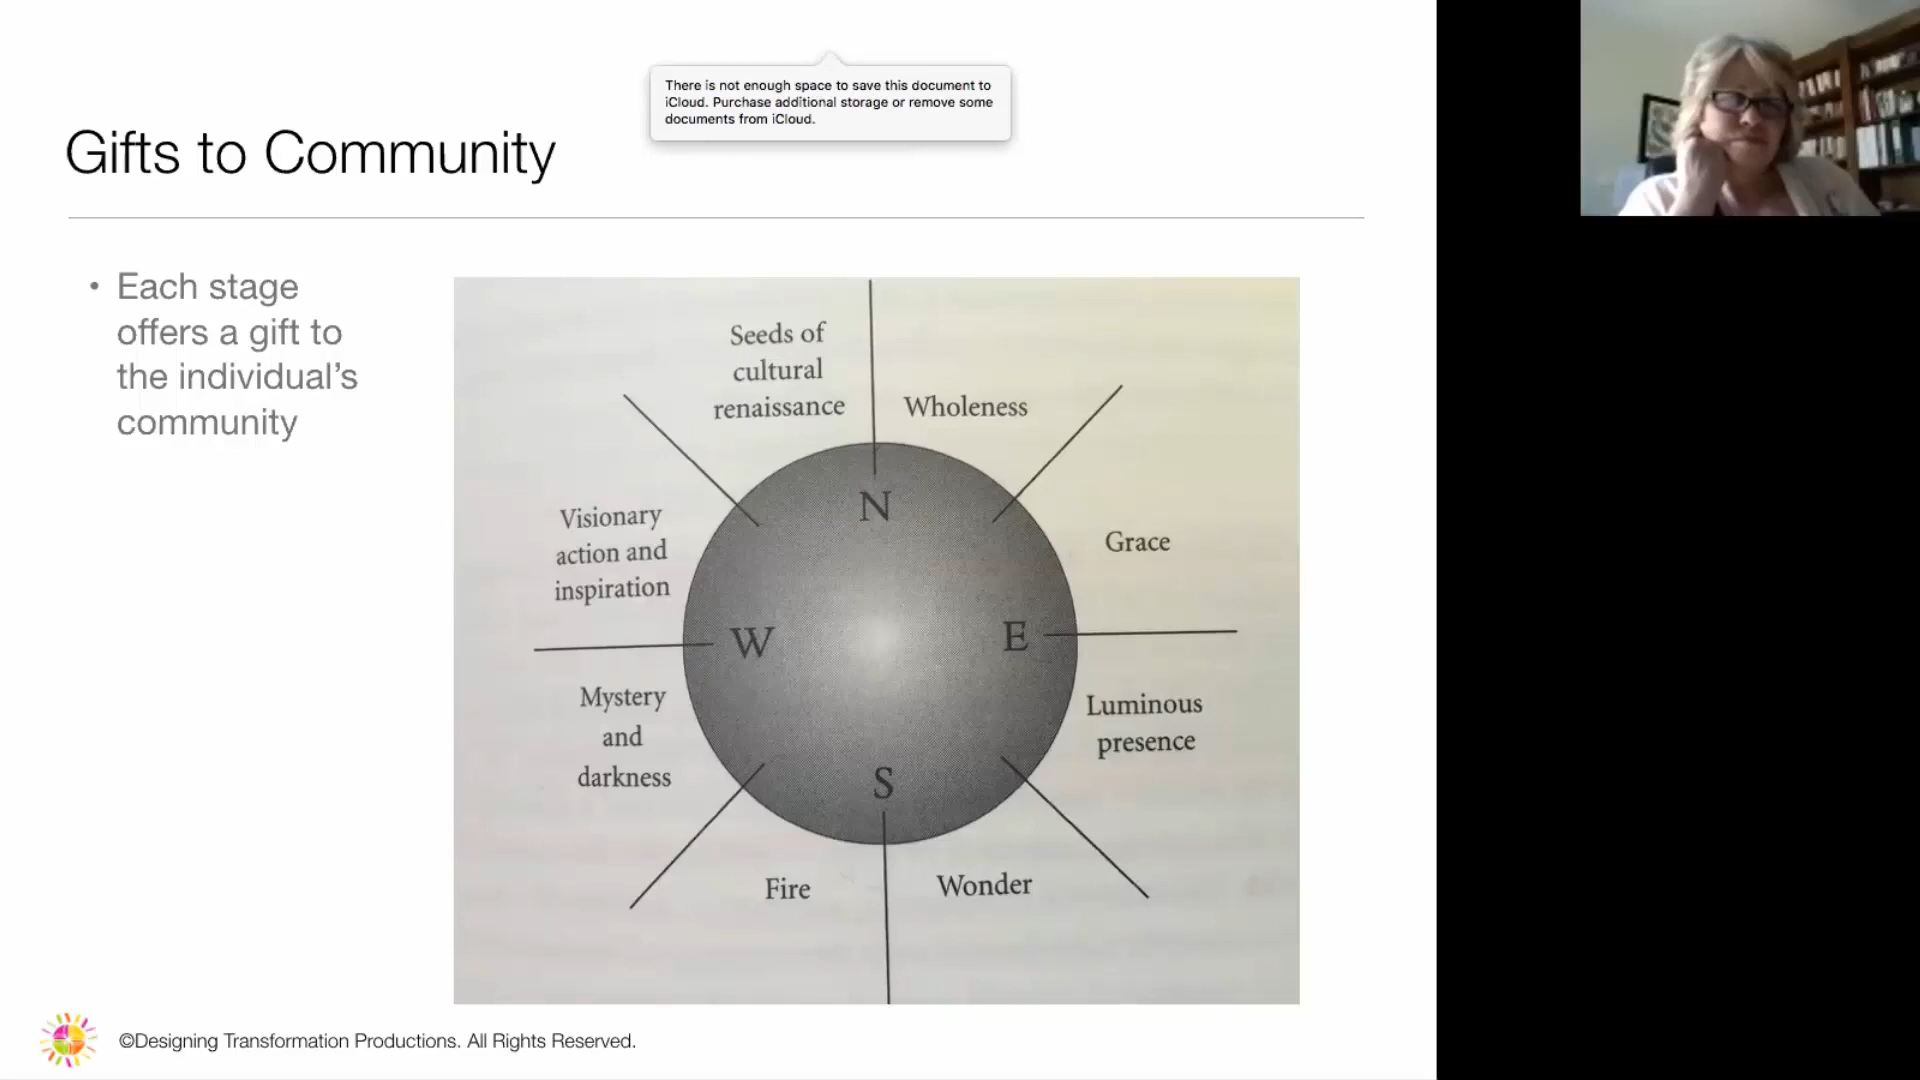 There is not enough space to save this document to
iCloud. Purchase additional storage or remove some
documents from iCloud.
Gifts to Community
• Each stage
offers a gift to
the individual’s
community
Seeds of
cultural
renaissance
Wholeness
Visionary
action and
inspiration
Grace
N
W
E
S
Mystery
and
darkness
Luminous
presence
Fire
Wonder
©Designing Transformation Productions. All Rights Reserved.